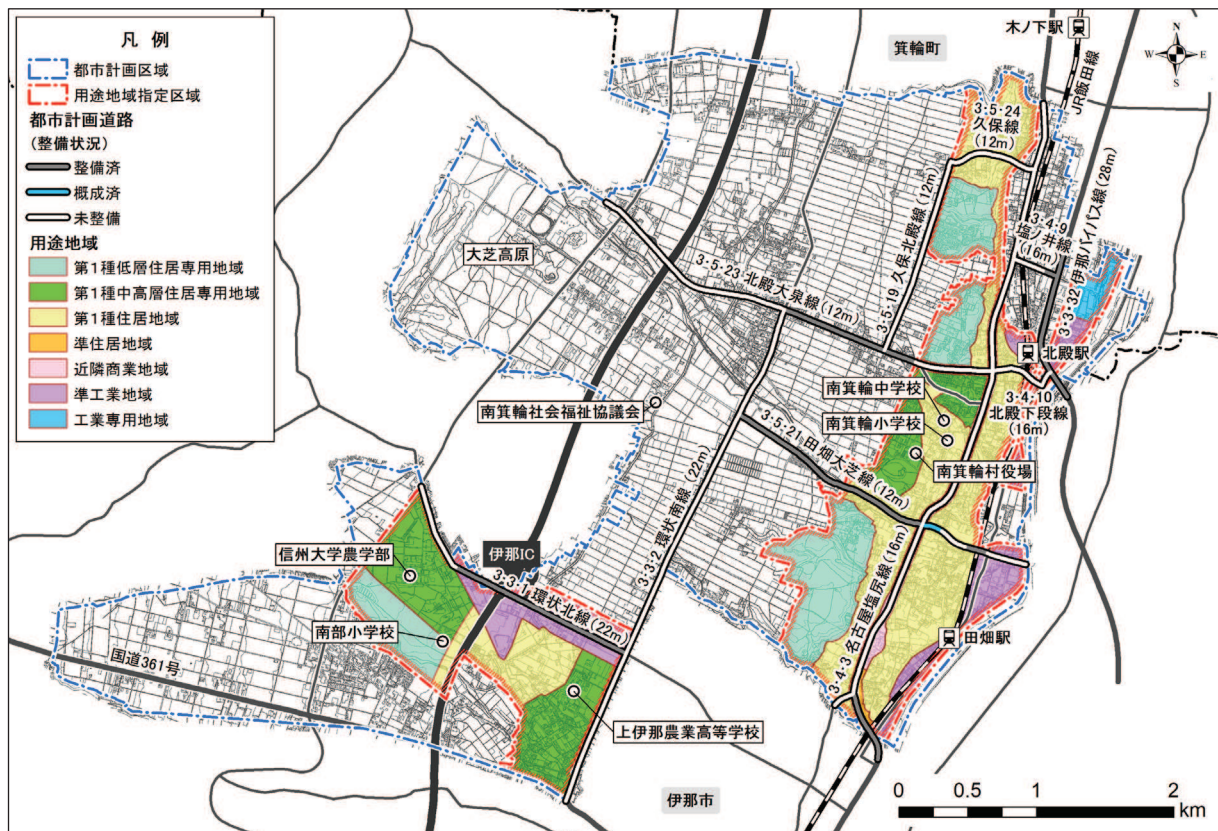 凡 例
都市計画区域
用途地域指定区域
都市計画道路
(整備状況)
整備済
概成済
未整備
用途地域
第1種低層住居専用地域
第1種中高層住居専用地域
第1種住居地域
準住居地域
近隣商業地域
準工業地域
工業専用地域
木ノ下駅
箕輪町
N
W
E
S
JR飯田線
3・5・24
久保線
(12m)
3・4・9
塩ノ井線
(16m)
3・3・32 伊那バイパス線(28m)
3・5・19 久保北殿線(12m)
大芝高原
3・5・23 北殿大泉線(12m)
北殿駅
3・4・10
北殿下段線
(16m)
南箕輪中学校
南箕輪小学校
南箕輪村役場
南箕輪社会福祉協議会
3・5・21 田畑大芝線(12m)
3・3・2 環状南線(22m)
信州大学農学部
伊那IC
3・3・1 環状北線(22m)
南部小学校
国道361号
上伊那農業高等学校
3・4・3 名古屋塩尻線(16m)
田畑駅
伊那市
0 0.5 1 2
km